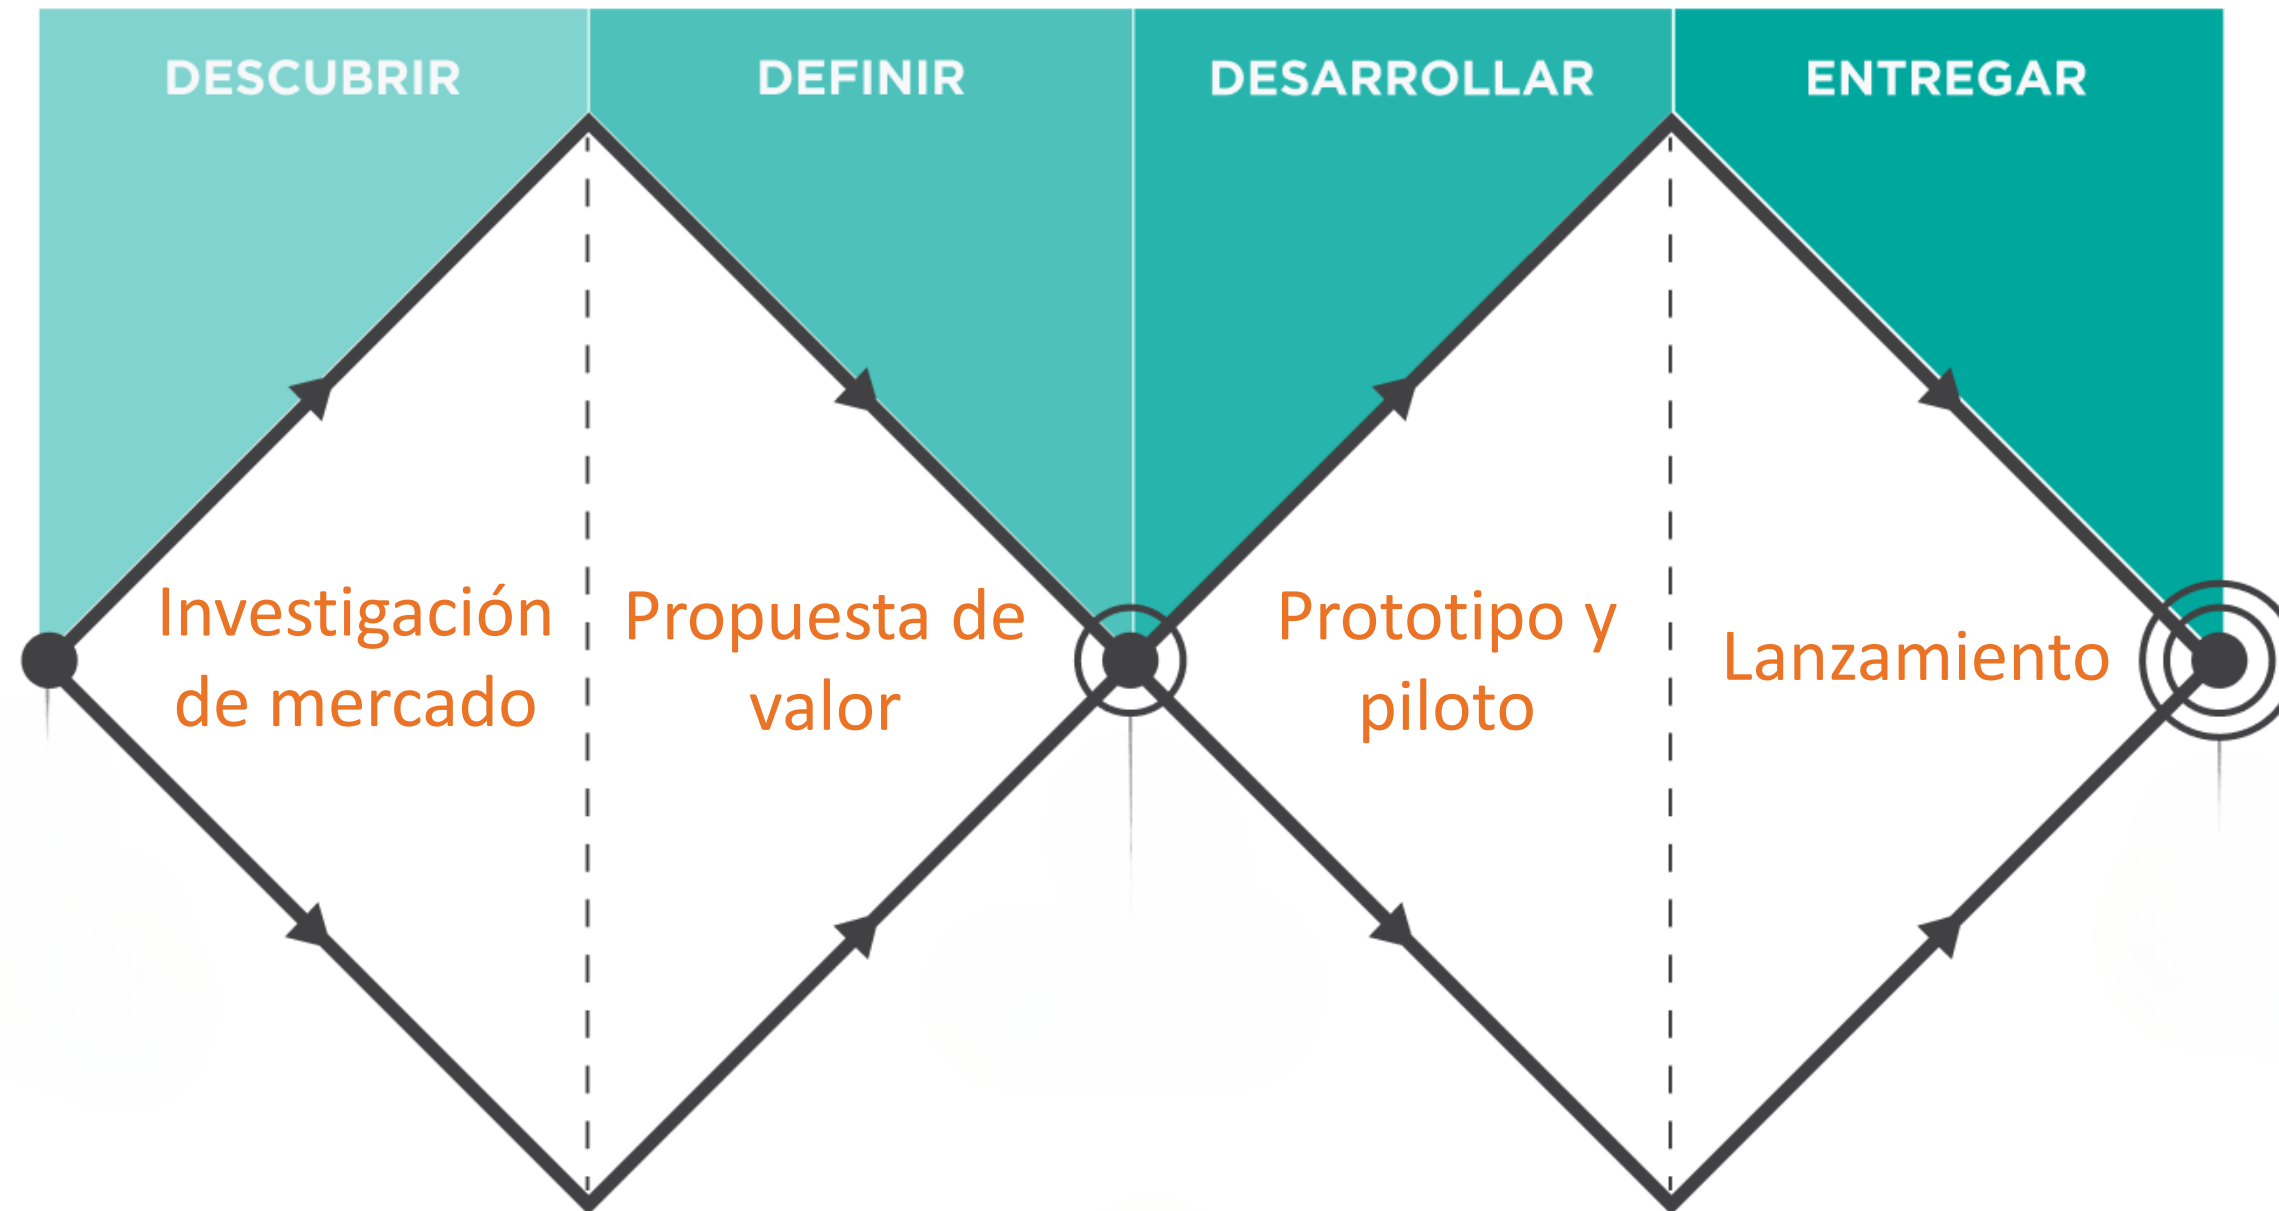 DESCUBRIR
DEFINIR
DESARROLLAR
ENTREGAR
Investigación
de mercado
Propuesta de
valor
Prototipo y
piloto
Lanzamiento